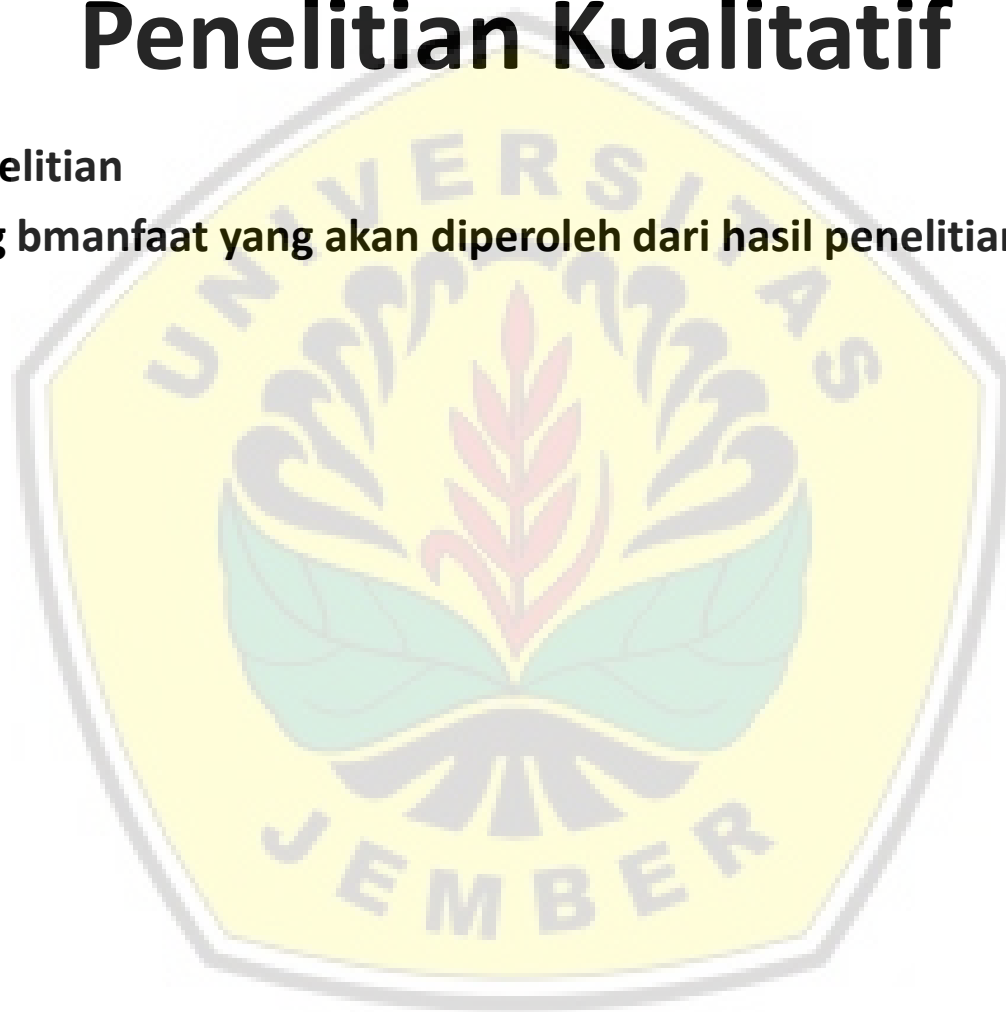 Penelitian Kualitatif
elitian
g bmanfaat yang akan diperoleh dari hasil penelitian
UNIVERSITAS
JEMBER